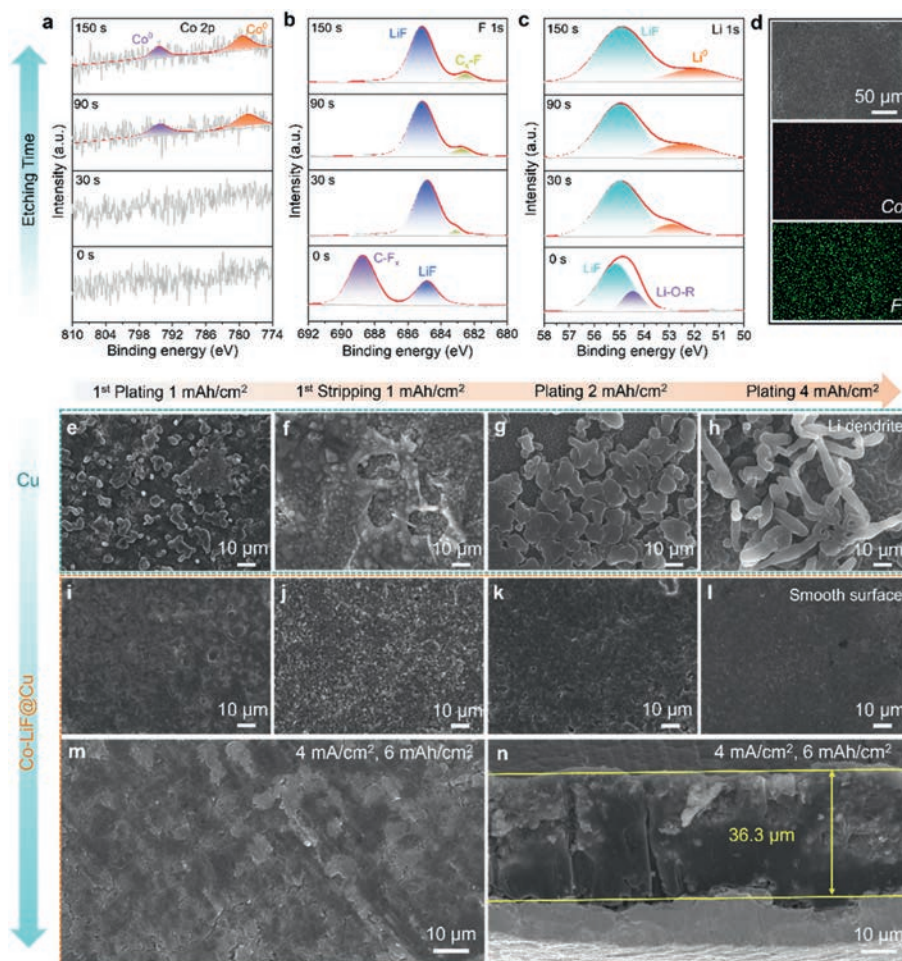 a
150 s
Co⁰
Co 2p
Co⁰
90 s
30 s
0 s
810 804 798 792 786 780 774
Binding energy (eV)
Intensity (a.u.)
Etching Time
b
150 s
F 1s
LiF
Cₓ-F
90 s
30 s
0 s
C-Fₓ
LiF
692 690 688 686 684 682 680
Binding energy (eV)
Intensity (a.u.)
c
150 s
Li 1s
LiF
Li⁰
90 s
30 s
0 s
LiF
Li-O-R
58 57 56 55 54 53 52 51 50
Binding energy (eV)
Intensity (a.u.)
d
50 μm
Co
F
1ˢᵗ Plating 1 mAh/cm² 1ˢᵗ Stripping 1 mAh/cm² Plating 2 mAh/cm² Plating 4 mAh/cm²
Cu
Co-LiF@Cu
e
10 μm
f
10 μm
g
10 μm
h
Li dendrite
10 μm
i
10 μm
j
10 μm
k
10 μm
l
Smooth surface
10 μm
m
4 mA/cm², 6 mAh/cm²
10 μm
n
4 mA/cm², 6 mAh/cm²
36.3 μm
10 μm